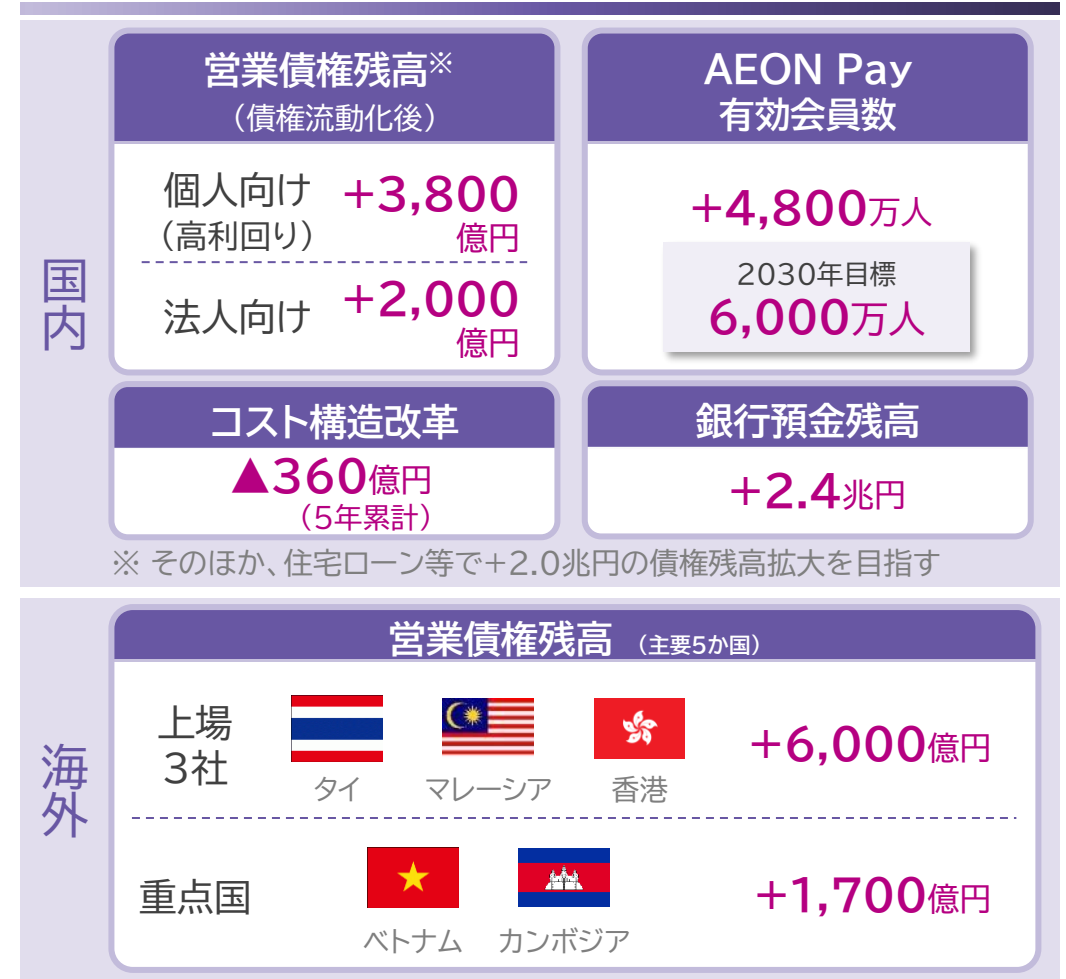 国内
営業債権残高※
（債権流動化後）
個人向け +3,800
（高利回り） 億円
法人向け +2,000
億円
AEON Pay
有効会員数
+4,800万人
2030年目標
6,000万人
コスト構造改革
▲360億円
（5年累計）
銀行預金残高
+2.4兆円
※ そのほか、住宅ローン等で+2.0兆円の債権残高拡大を目指す
海外
営業債権残高 （主要5か国）
上場
3社
タイ マレーシア 香港
+6,000億円
重点国
ベトナム カンボジア
+1,700億円